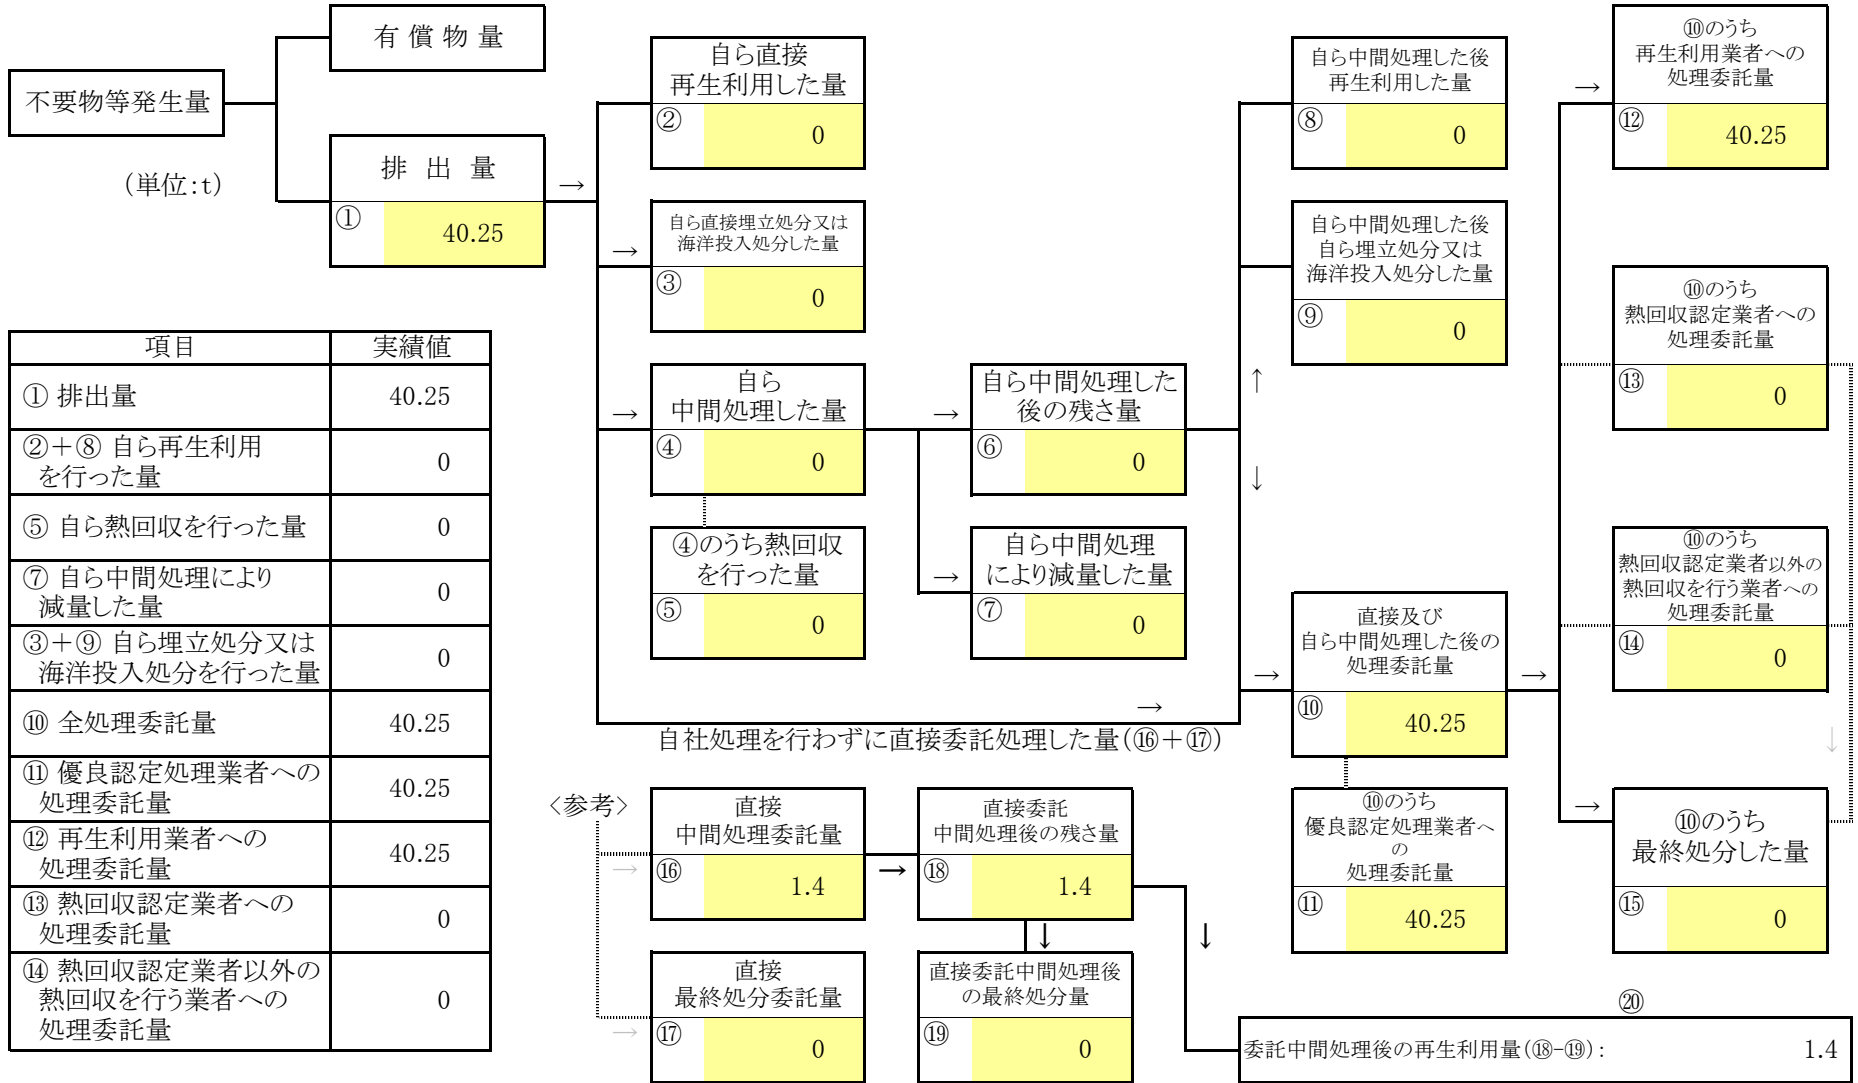 不要物等発生量
有 償 物 量
排 出 量
①
40.25
(単位:t)
→
自ら直接
再生利用した量
②
0
→
自ら直接埋立処分又は
海洋投入処分した量
③
0
→
自ら
中間処理した量
④
0
④のうち熱回収
を行った量
⑤
0
→
自ら中間処理した
後の残さ量
⑥
0
→
自ら中間処理
により減量した量
⑦
0
自ら中間処理した後
再生利用した量
⑧
0
自ら中間処理した後
自ら埋立処分又は
海洋投入処分した量
⑨
0
↑
↓
→
自社処理を行わずに直接委託処理した量(⑯+⑰)
→
直接及び
自ら中間処理した後の
処理委託量
⑩
40.25
⑩のうち
優良認定処理業者へ
の
処理委託量
⑪
40.25
→
→
⑩のうち
再生利用業者への
処理委託量
⑫
40.25
⑩のうち
熱回収認定業者への
処理委託量
⑬
0
⑩のうち
熱回収認定業者以外の
熱回収を行う業者への
処理委託量
⑭
0
↓
→
⑩のうち
最終処分した量
⑮
0
項目 実績値
① 排出量 40.25
②+⑧ 自ら再生利用
を行った量 0
⑤ 自ら熱回収を行った量 0
⑦ 自ら中間処理により
減量した量 0
③+⑨ 自ら埋立処分又は
海洋投入処分を行った量 0
⑩ 全処理委託量 40.25
⑪ 優良認定処理業者への
処理委託量 40.25
⑫ 再生利用業者への
処理委託量 40.25
⑬ 熱回収認定業者への
処理委託量 0
⑭ 熱回収認定業者以外の
熱回収を行う業者への
処理委託量 0
<参考>
→
直接
中間処理委託量
⑯
1.4
→
直接委託
中間処理後の残さ量
⑱
1.4
→
直接
最終処分委託量
⑰
0
↓
直接委託中間処理後
の最終処分量
⑲
0
↓
⑳
委託中間処理後の再生利用量(⑱-⑲): 1.4